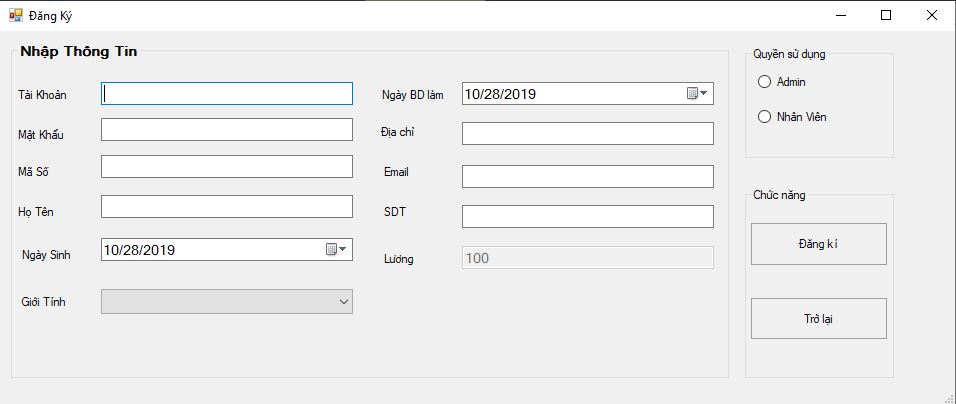 Đăng Ký
Nhập Thông Tin
Tài Khoản
Mật Khẩu
Mã Số
Họ Tên
Ngày Sinh
10/28/2019
Giới Tính
Ngày BD làm
10/28/2019
Địa chỉ
Email
SDT
Lương
100
Quyền sử dụng
Admin
Nhân Viên
Chức năng
Đăng kí
Trở lại